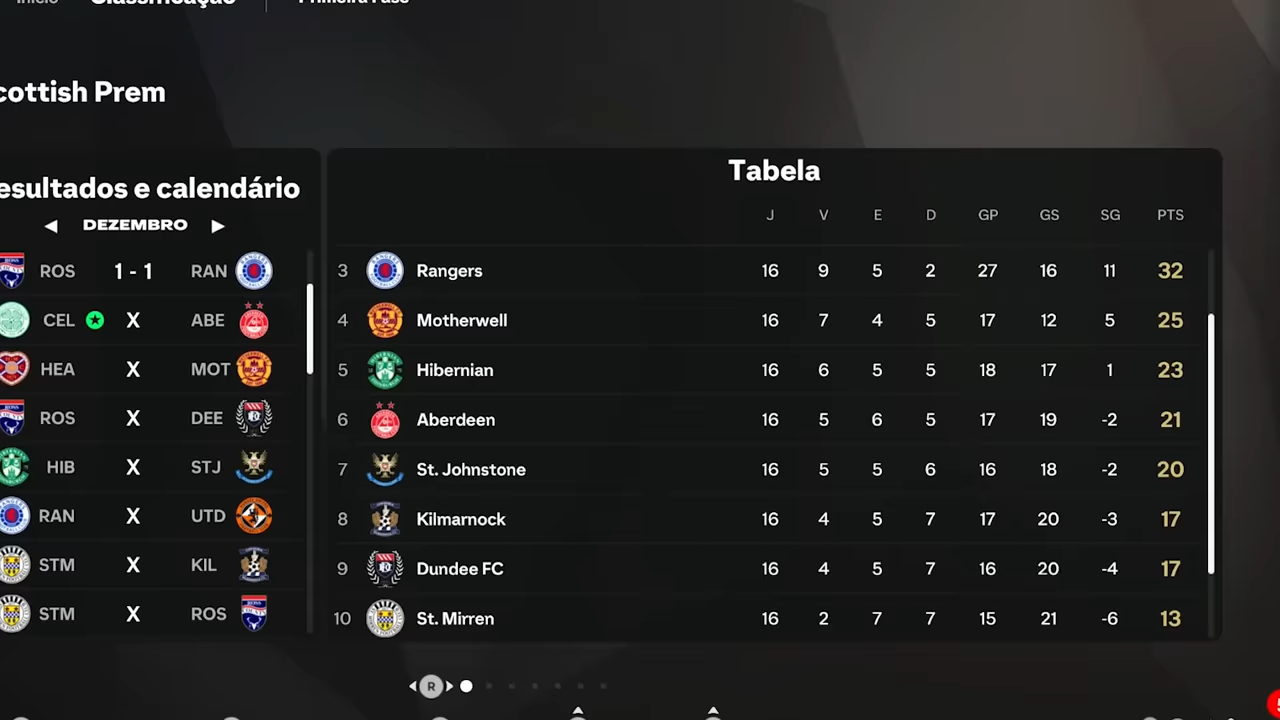 Início Classificação Primeira Fase
cottish Prem
esultados e calendário
DEZEMBRO
ROS 1 - 1 RAN
CEL X ABE
HEA X MOT
ROS X DEE
HIB X STJ
RAN X UTD
STM X KIL
STM X ROS
Tabela
J V E D GP GS SG PTS
3 Rangers 16 9 5 2 27 16 11 32
4 Motherwell 16 7 4 5 17 12 5 25
5 Hibernian 16 6 5 5 18 17 1 23
6 Aberdeen 16 5 6 5 17 19 -2 21
7 St. Johnstone 16 5 5 6 16 18 -2 20
8 Kilmarnock 16 4 5 7 17 20 -3 17
9 Dundee FC 16 4 5 7 16 20 -4 17
10 St. Mirren 16 2 7 7 15 21 -6 13
R